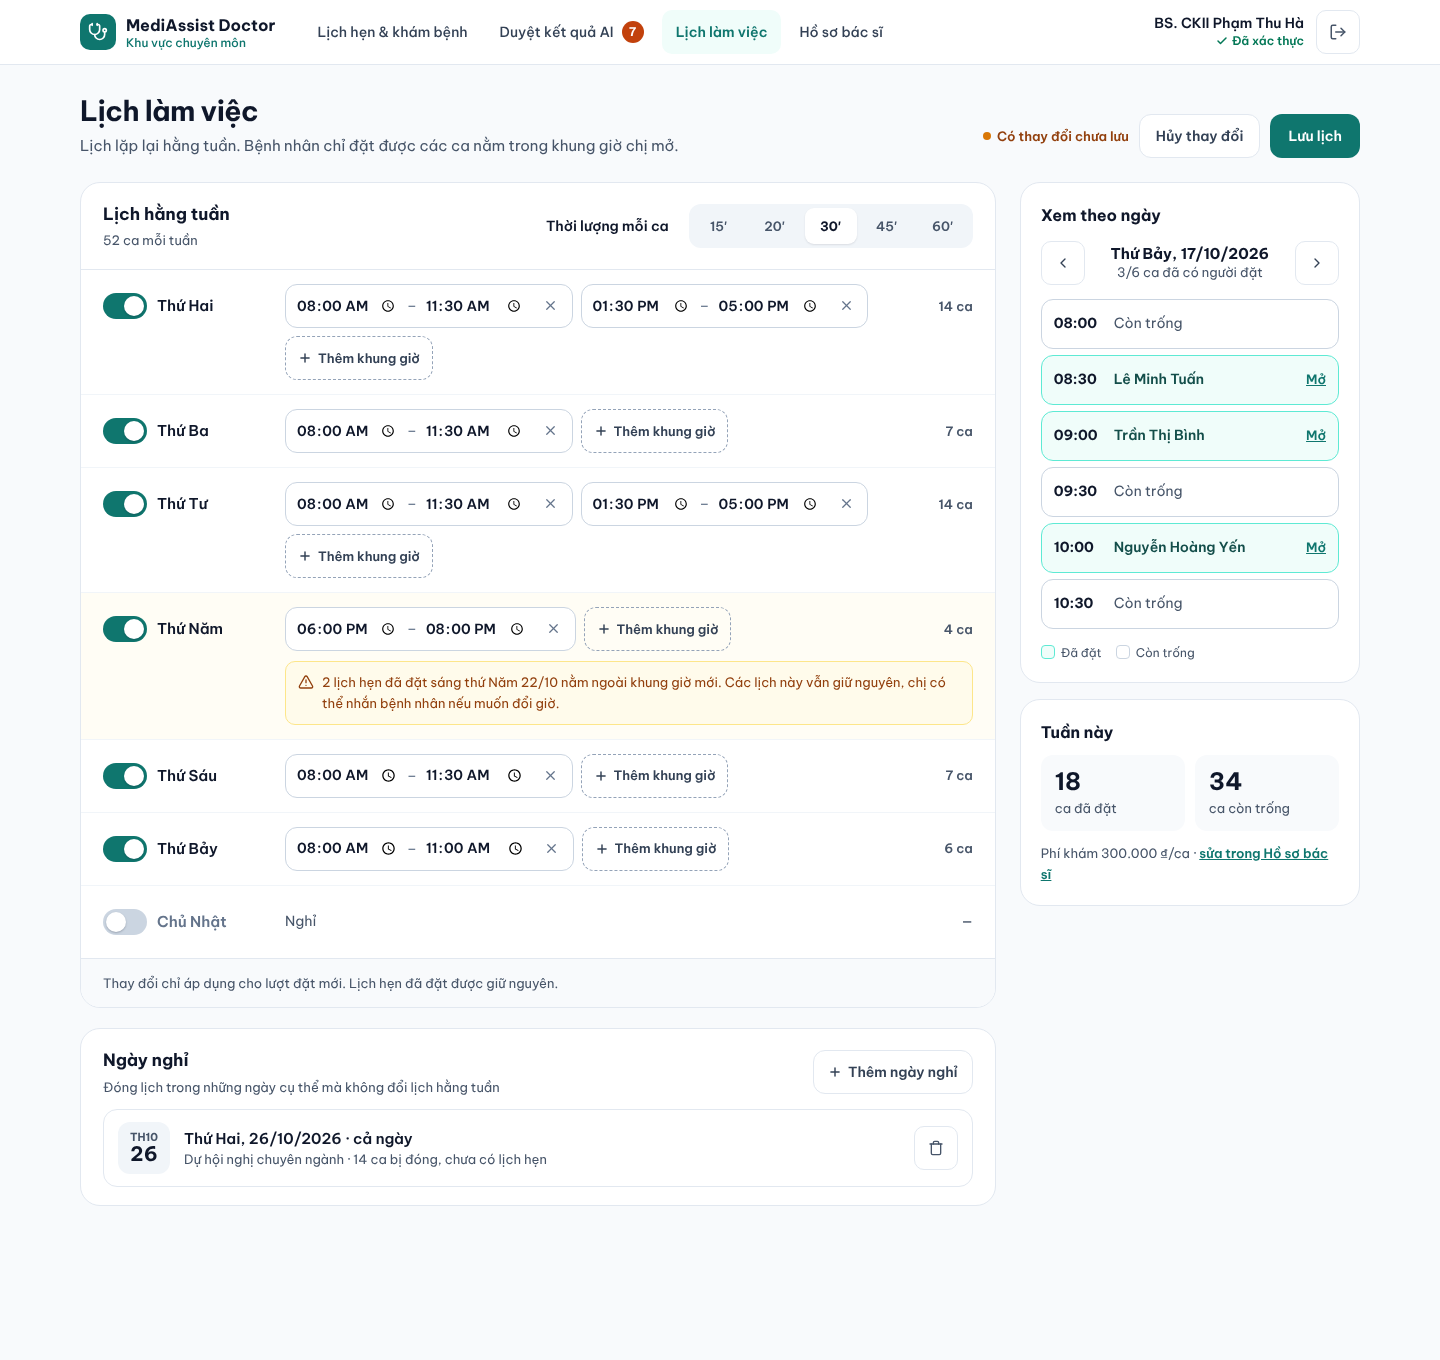 MediAssist Doctor
Khu vực chuyên môn
Lịch hẹn & khám bệnh
Duyệt kết quả AI 7
Lịch làm việc
Hồ sơ bác sĩ
BS. CKII Phạm Thu Hà
Đã xác thực
Lịch làm việc
Lịch lặp lại hằng tuần. Bệnh nhân chỉ đặt được các ca nằm trong khung giờ chị mở.
Có thay đổi chưa lưu
Hủy thay đổi
Lưu lịch
Lịch hằng tuần
52 ca mỗi tuần
Thời lượng mỗi ca
15′ 20′ 30′ 45′ 60′
Thứ Hai
08:00 AM – 11:30 AM
01:30 PM – 05:00 PM
14 ca
Thêm khung giờ
Thứ Ba
08:00 AM – 11:30 AM
Thêm khung giờ
7 ca
Thứ Tư
08:00 AM – 11:30 AM
01:30 PM – 05:00 PM
14 ca
Thêm khung giờ
Thứ Năm
06:00 PM – 08:00 PM
Thêm khung giờ
4 ca
2 lịch hẹn đã đặt sáng thứ Năm 22/10 nằm ngoài khung giờ mới. Các lịch này vẫn giữ nguyên, chị có
thể nhắn bệnh nhân nếu muốn đổi giờ.
Thứ Sáu
08:00 AM – 11:30 AM
Thêm khung giờ
7 ca
Thứ Bảy
08:00 AM – 11:00 AM
Thêm khung giờ
6 ca
Chủ Nhật
Nghỉ
–
Thay đổi chỉ áp dụng cho lượt đặt mới. Lịch hẹn đã đặt được giữ nguyên.
Ngày nghỉ
Đóng lịch trong những ngày cụ thể mà không đổi lịch hằng tuần
Thêm ngày nghỉ
TH10
26
Thứ Hai, 26/10/2026 · cả ngày
Dự hội nghị chuyên ngành · 14 ca bị đóng, chưa có lịch hẹn
Xem theo ngày
Thứ Bảy, 17/10/2026
3/6 ca đã có người đặt
08:00 Còn trống
08:30 Lê Minh Tuấn Mở
09:00 Trần Thị Bình Mở
09:30 Còn trống
10:00 Nguyễn Hoàng Yến Mở
10:30 Còn trống
Đã đặt Còn trống
Tuần này
18
ca đã đặt
34
ca còn trống
Phí khám 300.000 ₫/ca · sửa trong Hồ sơ bác
sĩ